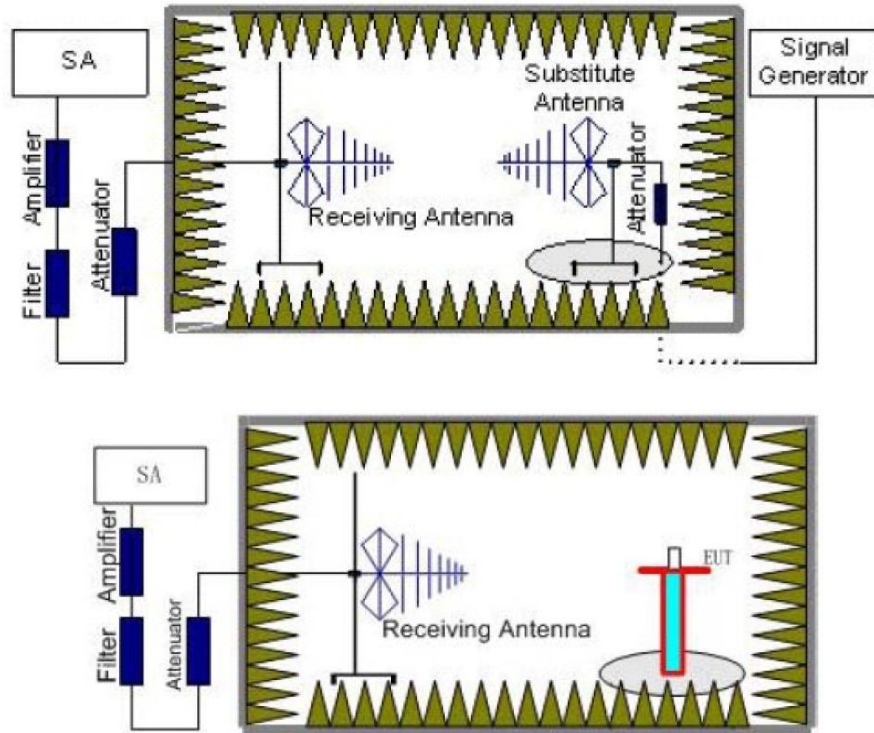 SA
Signal
Generator
Substitute
Antenna
Amplifier
Filter
Attenuator
Receiving Antenna
Attenuator
SA
Amplifier
Filter
Attenuator
Receiving Antenna
EUT